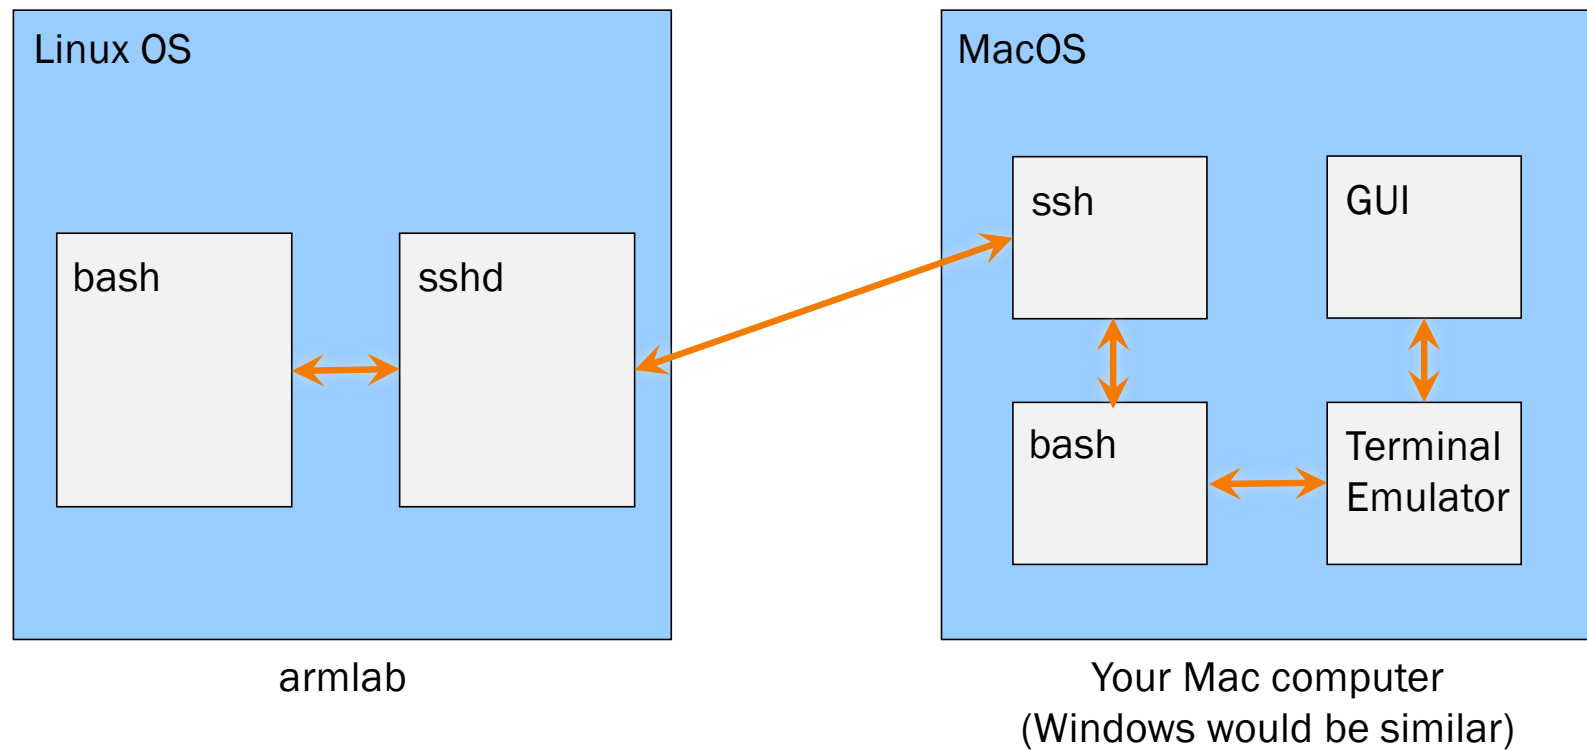 Linux OS
bash
sshd
armlab
MacOS
ssh
GUI
bash
Terminal
Emulator
Your Mac computer
(Windows would be similar)